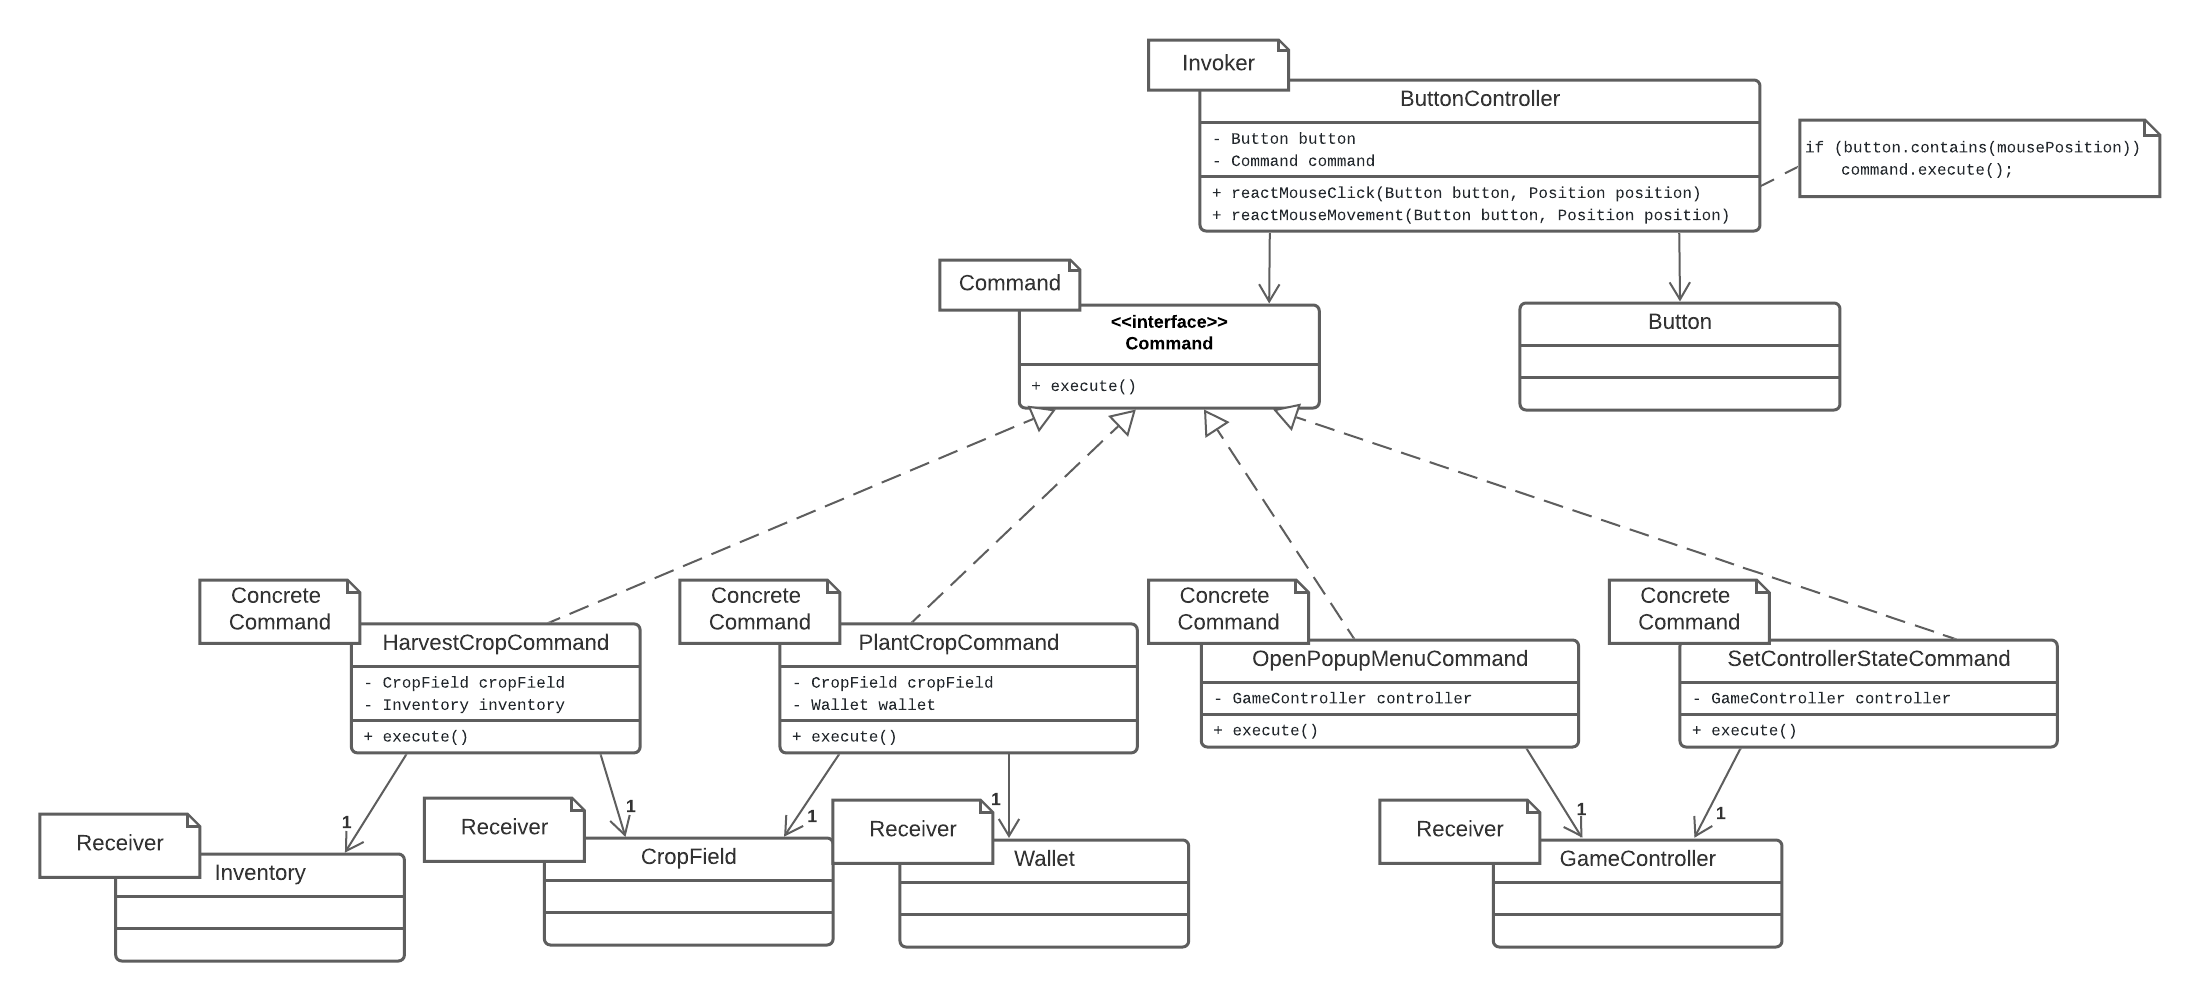 Invoker
ButtonController
- Button button
- Command command
+ reactMouseClick(Button button, Position position)
+ reactMouseMovement(Button button, Position position)
if (button.contains(mousePosition))
command.execute();
Command
<<interface>>
Command
+ execute()
Button
Concrete
Command
HarvestCropCommand
- CropField cropField
- Inventory inventory
+ execute()
Concrete
Command
PlantCropCommand
- CropField cropField
- Wallet wallet
+ execute()
Concrete
Command
OpenPopupMenuCommand
- GameController controller
+ execute()
Concrete
Command
SetControllerStateCommand
- GameController controller
+ execute()
1
Receiver
Inventory
1
1
Receiver
CropField
1
Receiver
Wallet
1
1
Receiver
GameController